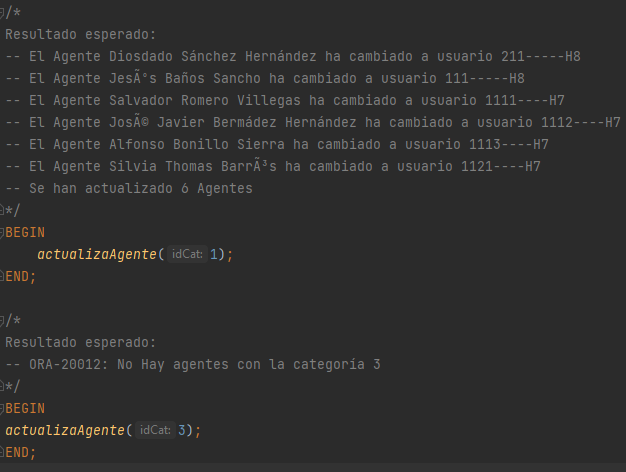 /*
Resultado esperado:
-- El Agente Diosdado Sánchez Hernández ha cambiado a usuario 211-----H8
-- El Agente JesÃºs Baños Sancho ha cambiado a usuario 111-----H8
-- El Agente Salvador Romero Villegas ha cambiado a usuario 1111----H7
-- El Agente JosÃ© Javier Bermádez Hernández ha cambiado a usuario 1112----H7
-- El Agente Alfonso Bonillo Sierra ha cambiado a usuario 1113----H7
-- El Agente Silvia Thomas BarrÃ³s ha cambiado a usuario 1121----H7
-- Se han actualizado 6 Agentes
*/
BEGIN
actualizaAgente( idCat: 1);
END;
/*
Resultado esperado:
-- ORA-20012: No Hay agentes con la categoria 3
*/
BEGIN
actualizaAgente( idCat: 3);
END;